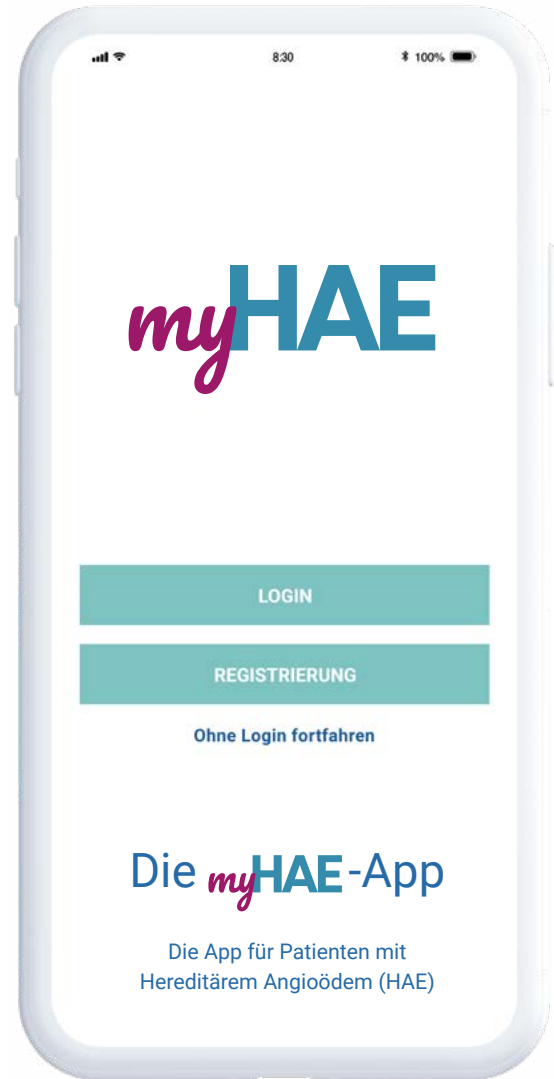 8:30
100%
myHAE
LOGIN
REGISTRIERUNG
Ohne Login fortfahren
Die myHAE-App
Die App für Patienten mit
Hereditärem Angioödem (HAE)